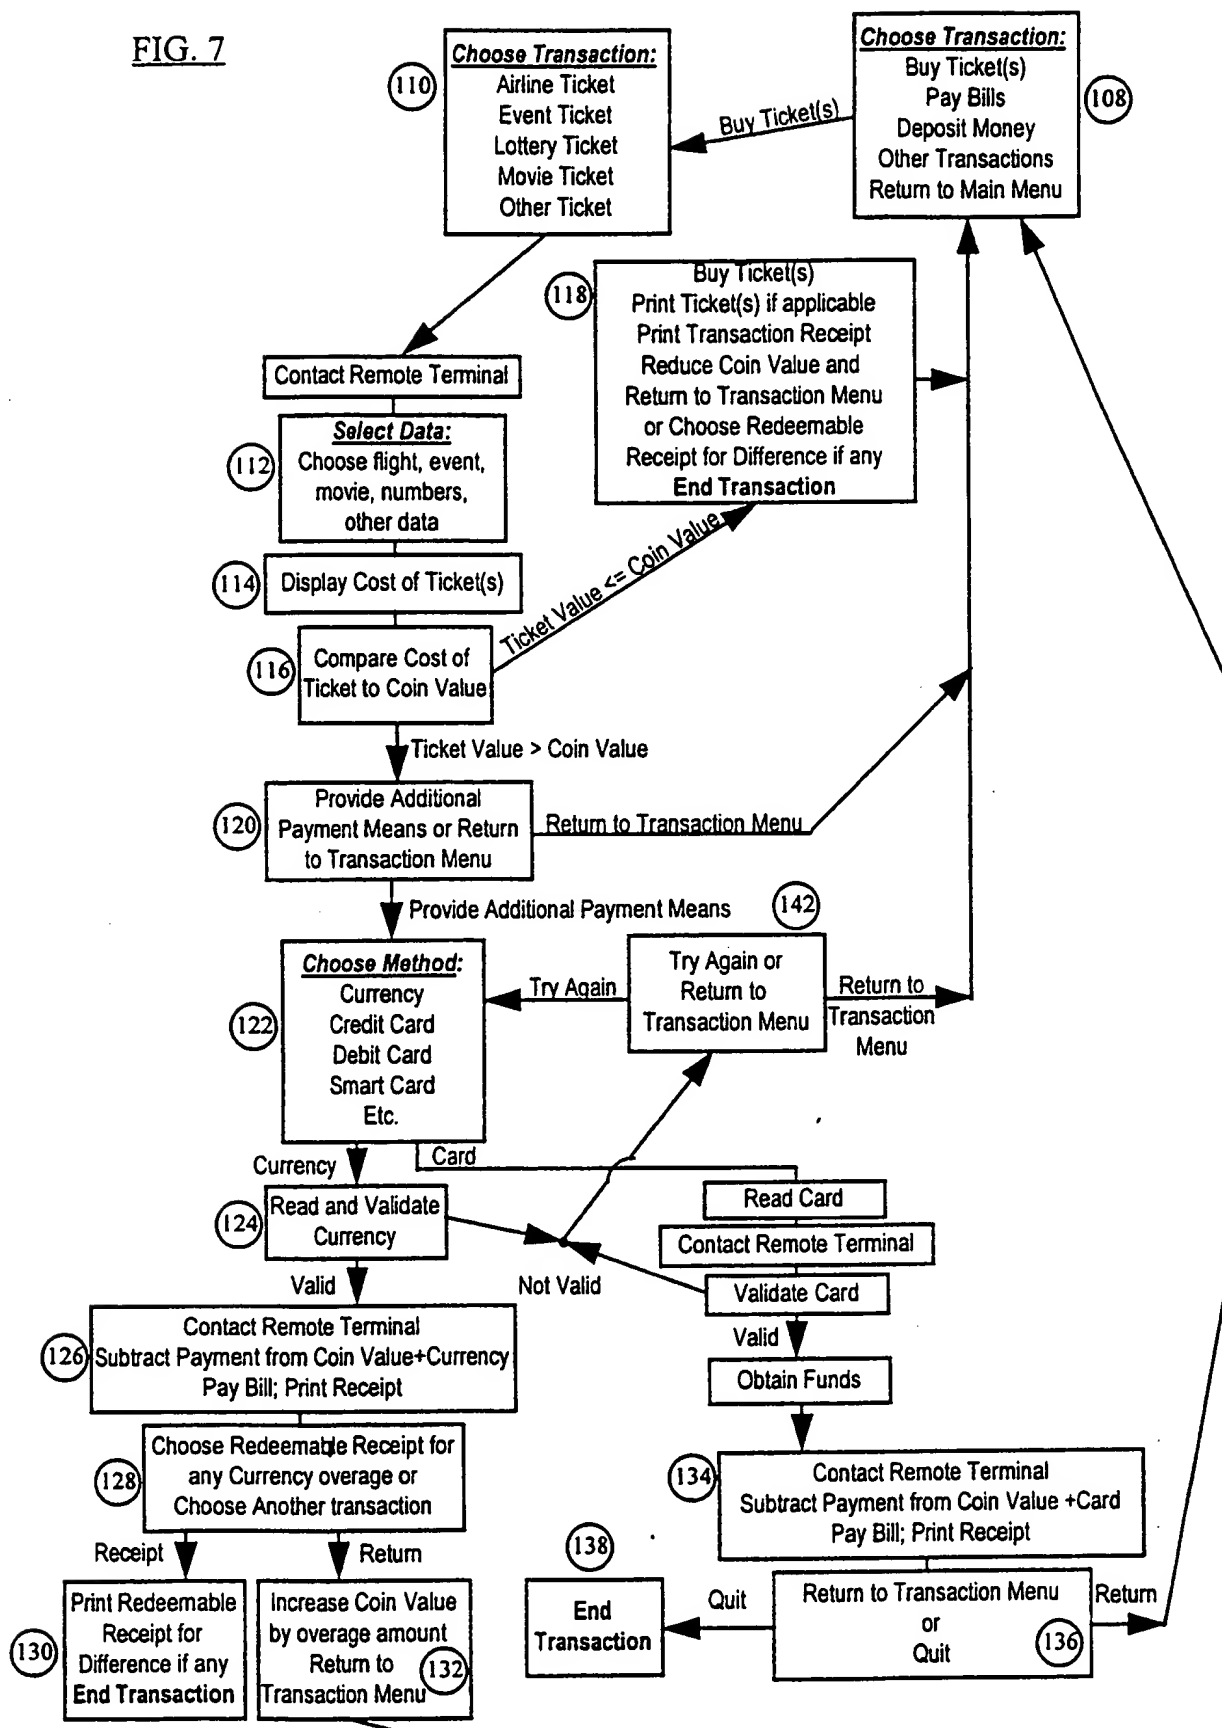 FIG. 7
Choose Transaction:
Airline Ticket
Event Ticket
Lottery Ticket
Movie Ticket
Other Ticket
110
Choose Transaction:
Buy Ticket(s)
Pay Bills
Deposit Money
Other Transactions
Return to Main Menu
108
Buy Ticket(s)
118
Buy Ticket(s)
Print Ticket(s) if applicable
Print Transaction Receipt
Reduce Coin Value and
Return to Transaction Menu
or Choose Redeemable
Receipt for Difference if any
End Transaction
Contact Remote Terminal
112
Select Data:
Choose flight, event,
movie, numbers,
other data
114
Display Cost of Ticket(s)
116
Compare Cost of
Ticket to Coin Value
Ticket Value <= Coin Value
Ticket Value > Coin Value
120
Provide Additional
Payment Means or Return
to Transaction Menu
Return to Transaction Menu
Provide Additional Payment Means
142
Try Again or
Return to
Transaction Menu
Try Again
Return to
Transaction
Menu
122
Choose Method:
Currency
Credit Card
Debit Card
Smart Card
Etc.
Currency
Card
124
Read and Validate
Currency
Read Card
Contact Remote Terminal
Validate Card
Valid
Not Valid
Valid
Obtain Funds
126
Contact Remote Terminal
Subtract Payment from Coin Value+Currency
Pay Bill; Print Receipt
128
Choose Redeemable Receipt for
any Currency overage or
Choose Another transaction
134
Contact Remote Terminal
Subtract Payment from Coin Value +Card
Pay Bill; Print Receipt
Receipt
Return
138
130
Print Redeemable
Receipt for
Difference if any
End Transaction
Increase Coin Value
by overage amount
Return to
Transaction Menu
132
End
Transaction
Quit
Return to Transaction Menu
or
Quit
136
Return